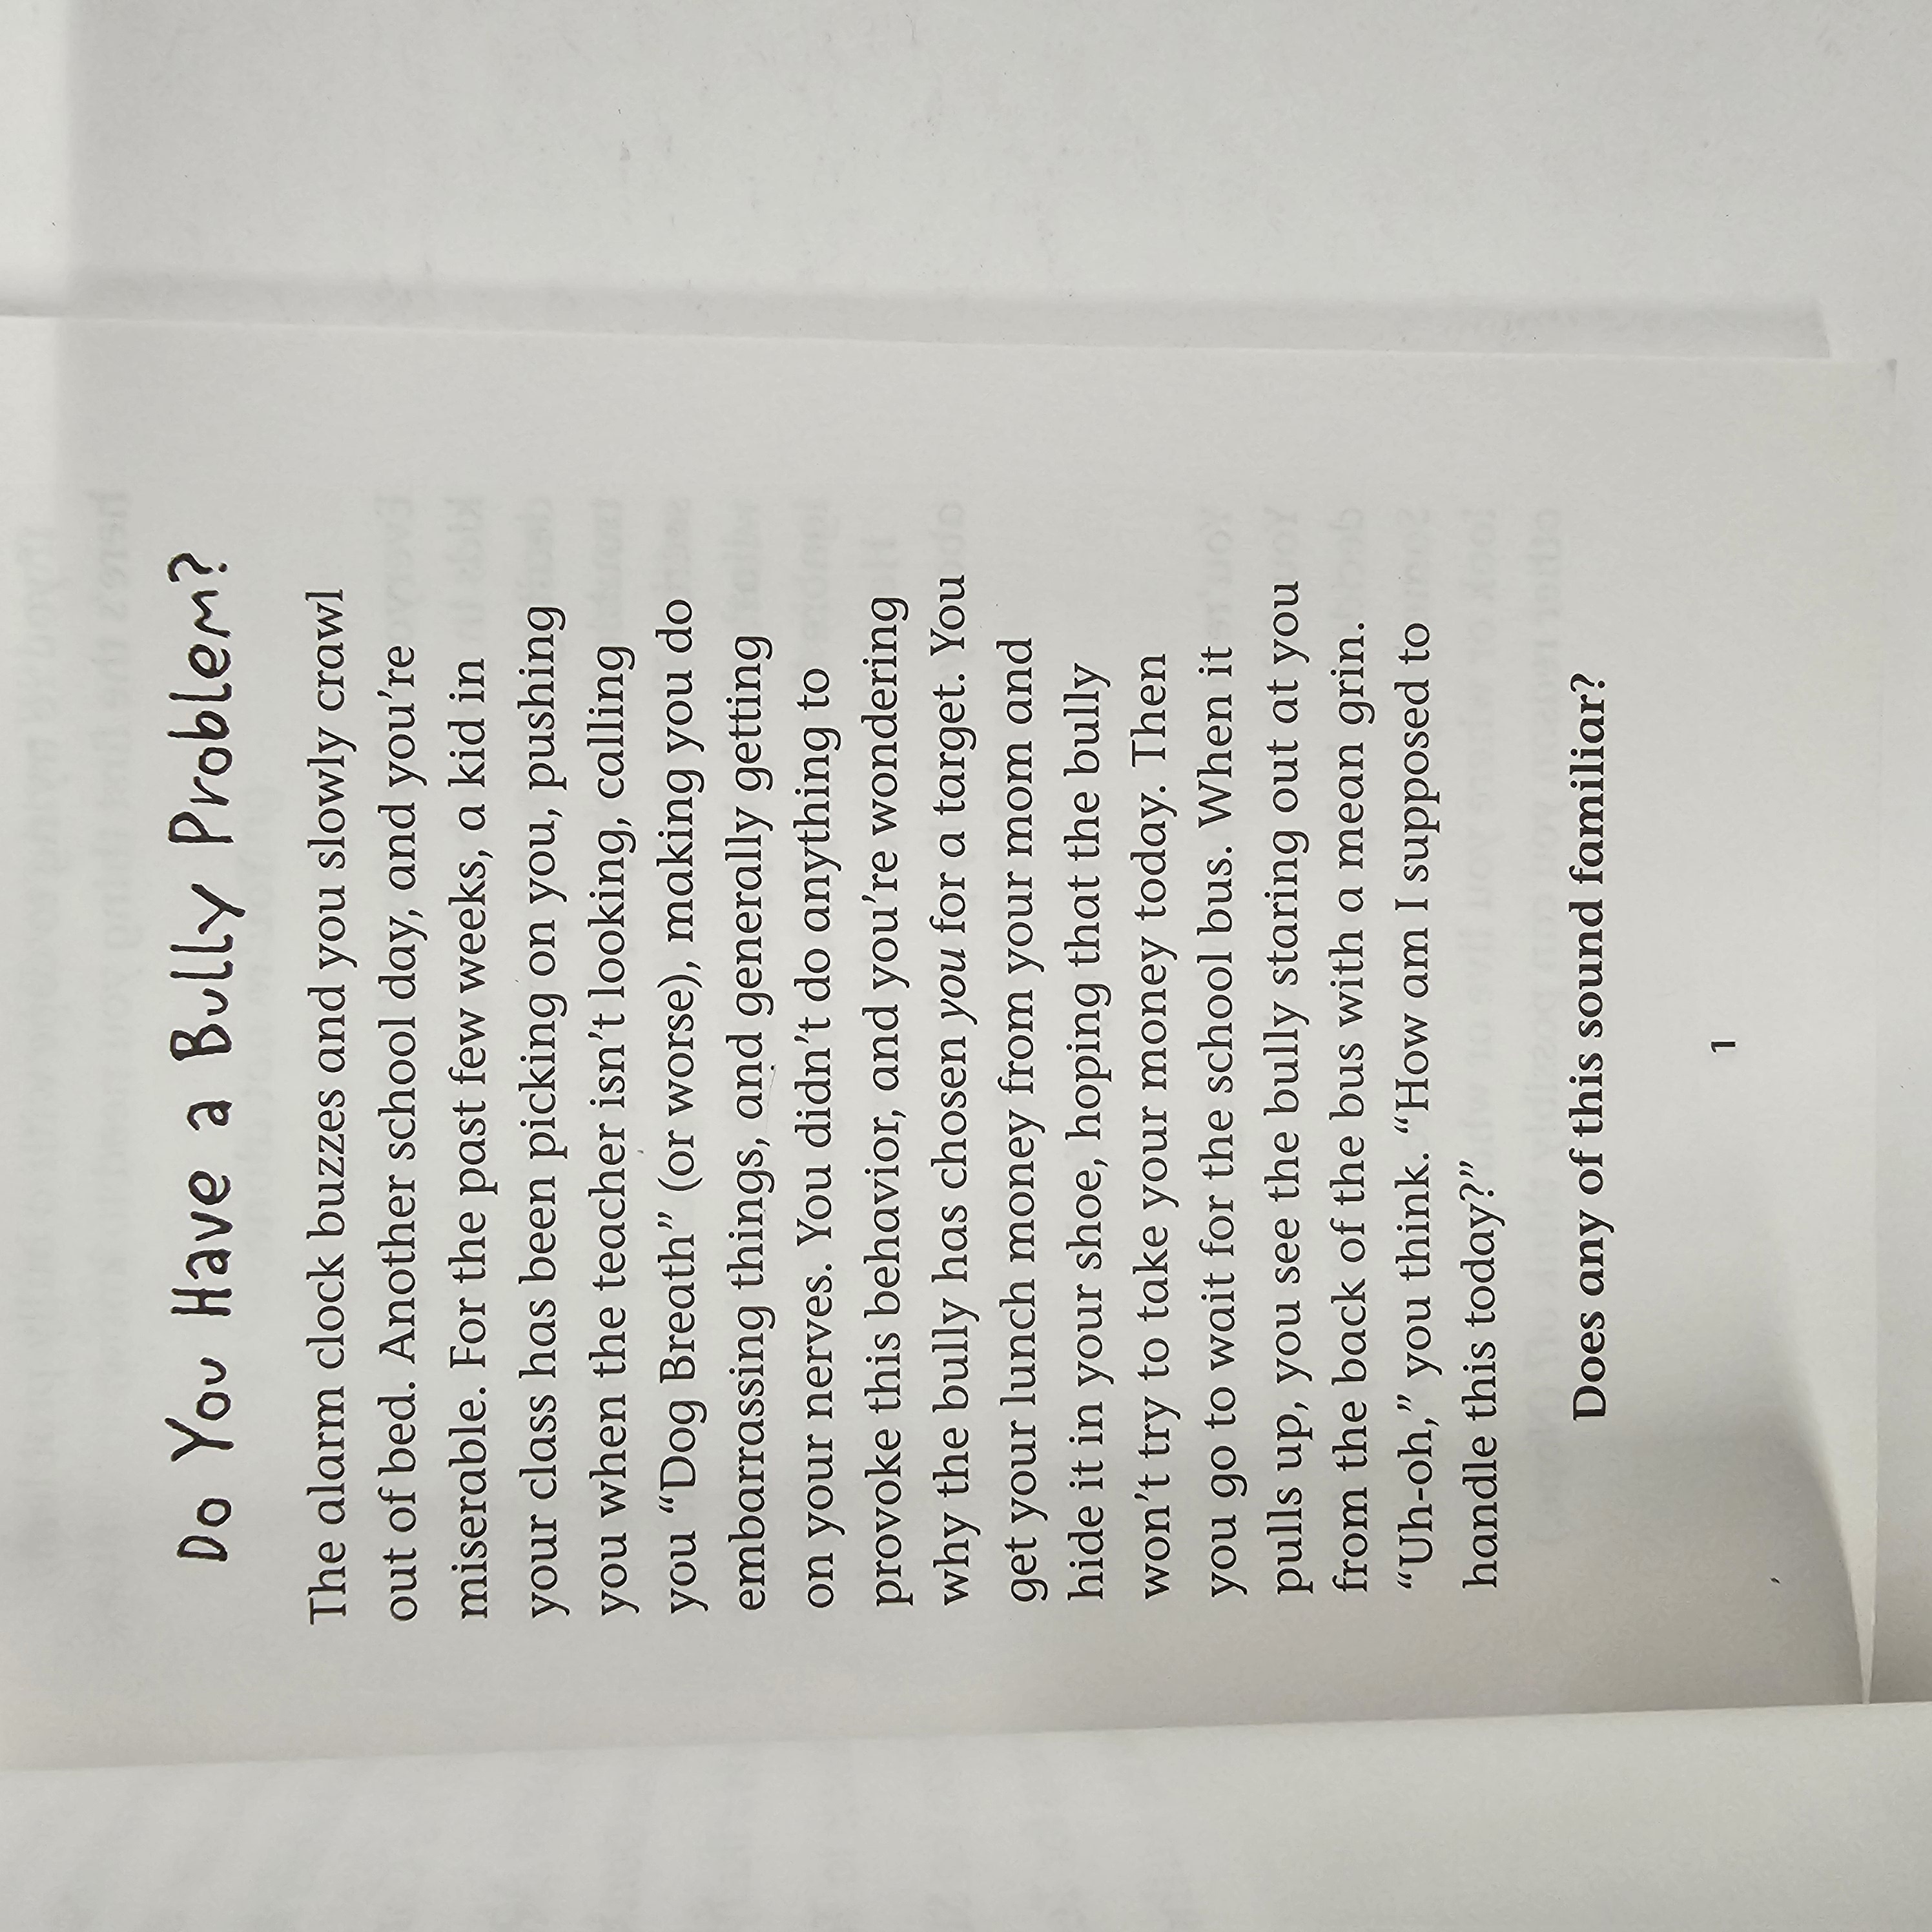 Do You Have a Bully Problem?
The alarm clock buzzes and you slowly crawl
out of bed. Another school day, and you’re
miserable. For the past few weeks, a kid in
your class has been picking on you, pushing
you when the teacher isn’t looking, calling
you “Dog Breath” (or worse), making you do
embarrassing things, and generally getting
on your nerves. You didn’t do anything to
provoke this behavior, and you’re wondering
why the bully has chosen you for a target. You
get your lunch money from your mom and
hide it in your shoe, hoping that the bully
won’t try to take your money today. Then
you go to wait for the school bus. When it
pulls up, you see the bully staring out at you
from the back of the bus with a mean grin.
“Uh-oh,” you think. “How am I supposed to
handle this today?”
Does any of this sound familiar?
1